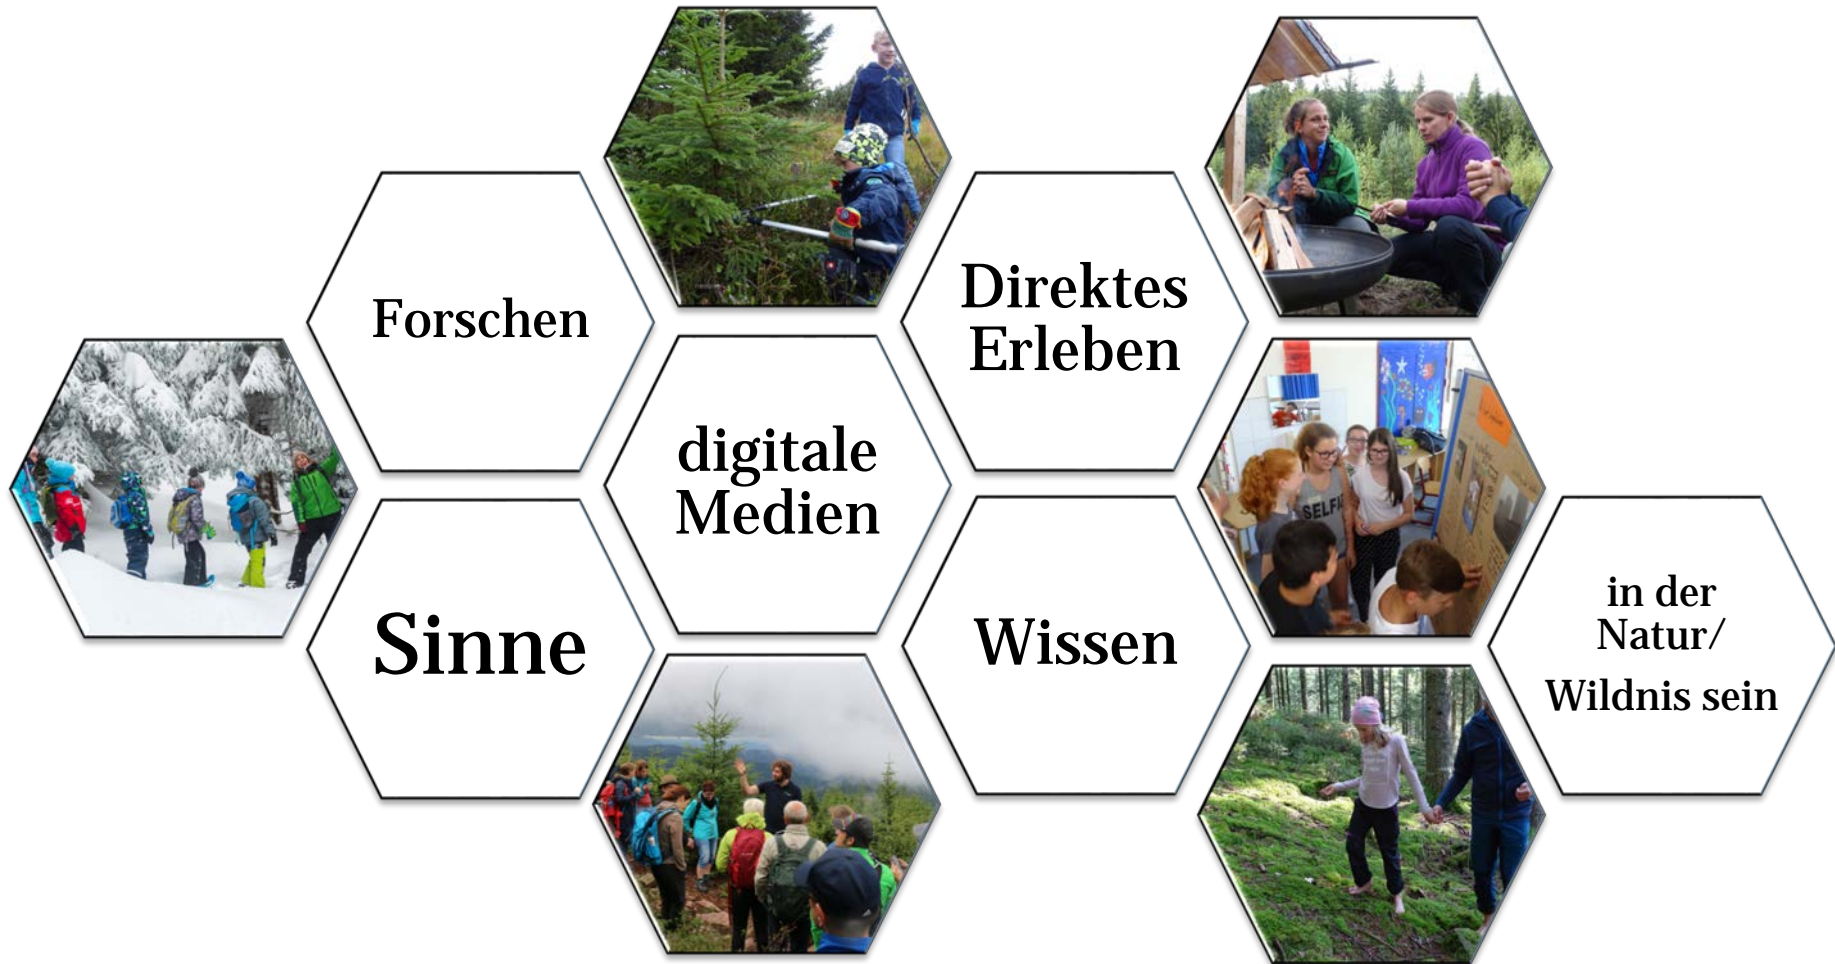 Forschen
Direktes
Erleben
digitale
Medien
Sinne
Wissen
in der
Natur/
Wildnis sein